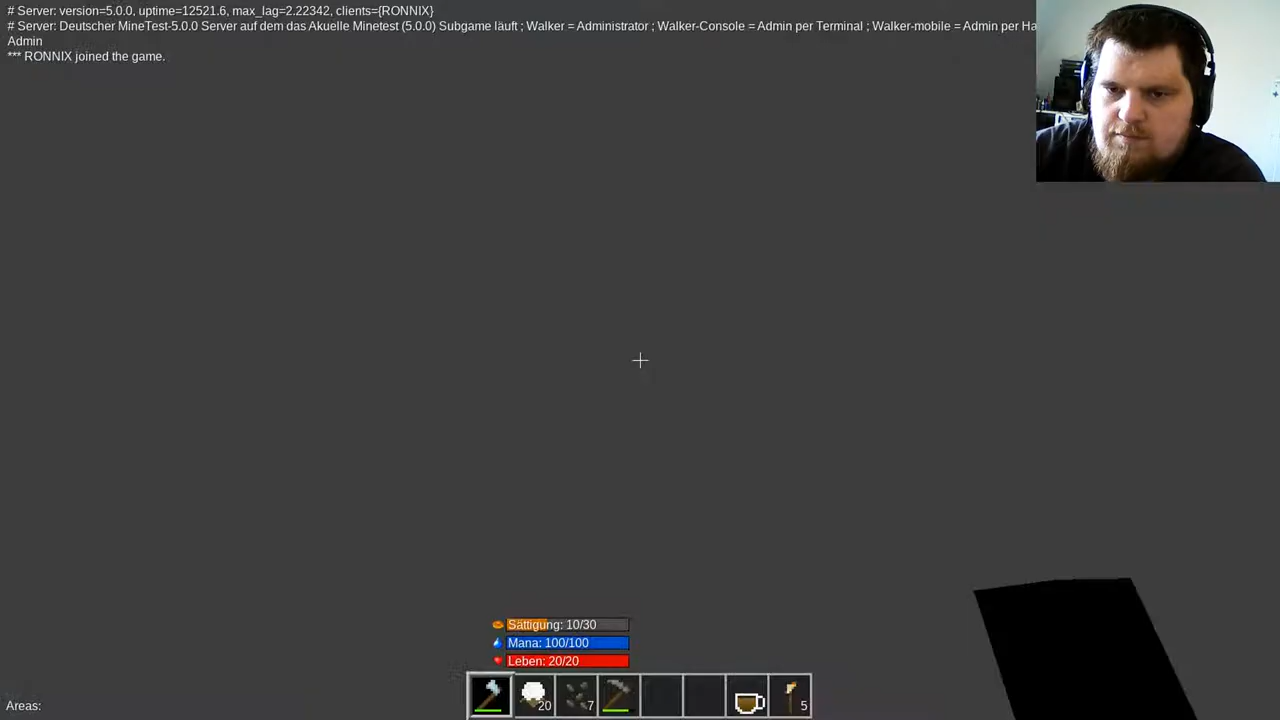 # Server: version=5.0.0, uptime=12521.6, max_lag=2.22342, clients={RONNIX}
# Server: Deutscher MineTest-5.0.0 Server auf dem das Akuelle Minetest (5.0.0) Subgame läuft ; Walker = Administrator ; Walker-Console = Admin per Terminal ; Walker-mobile = Admin per
Admin
*** RONNIX joined the game.
Sättigung: 10/30
Mana: 100/100
Leben: 20/20
20
7
5
Areas: